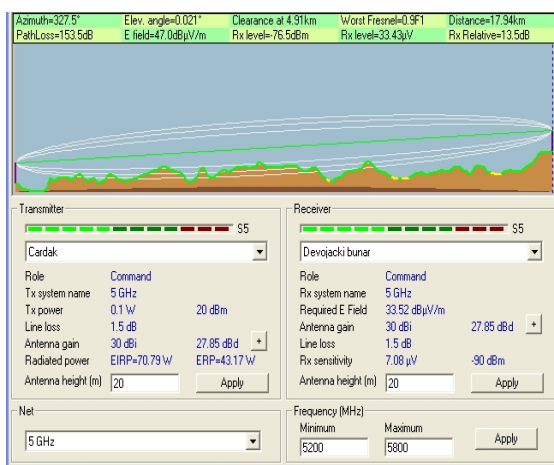 Azimuth=327.5° Elev. angle=0.021° Clearance at 4.91km Worst Fresnel=0.9F1 Distance=17.94km
PathLoss=153.5dB E field=47.0dBµV/m Rx level=-76.5dBm Rx level=33.43µV Rx Relative=13.5dB
Transmitter
S5
Cardak
Role Command
Tx system name 5 GHz
Tx power 0.1 W 20 dBm
Line loss 1.5 dB
Antenna gain 30 dBi 27.85 dBd +
Radiated power EIRP=70.79 W ERP=43.17 W
Antenna height (m) 20 Apply
Receiver
S5
Devojacki bunar
Role Command
Rx system name 5 GHz
Required E Field 33.52 dBµV/m
Antenna gain 30 dBi 27.85 dBd +
Line loss 1.5 dB
Rx sensitivity 7.08 µV -90 dBm
Antenna height (m) 20 Apply
Net
5 GHz
Frequency (MHz)
Minimum Maximum
5200 5800 Apply